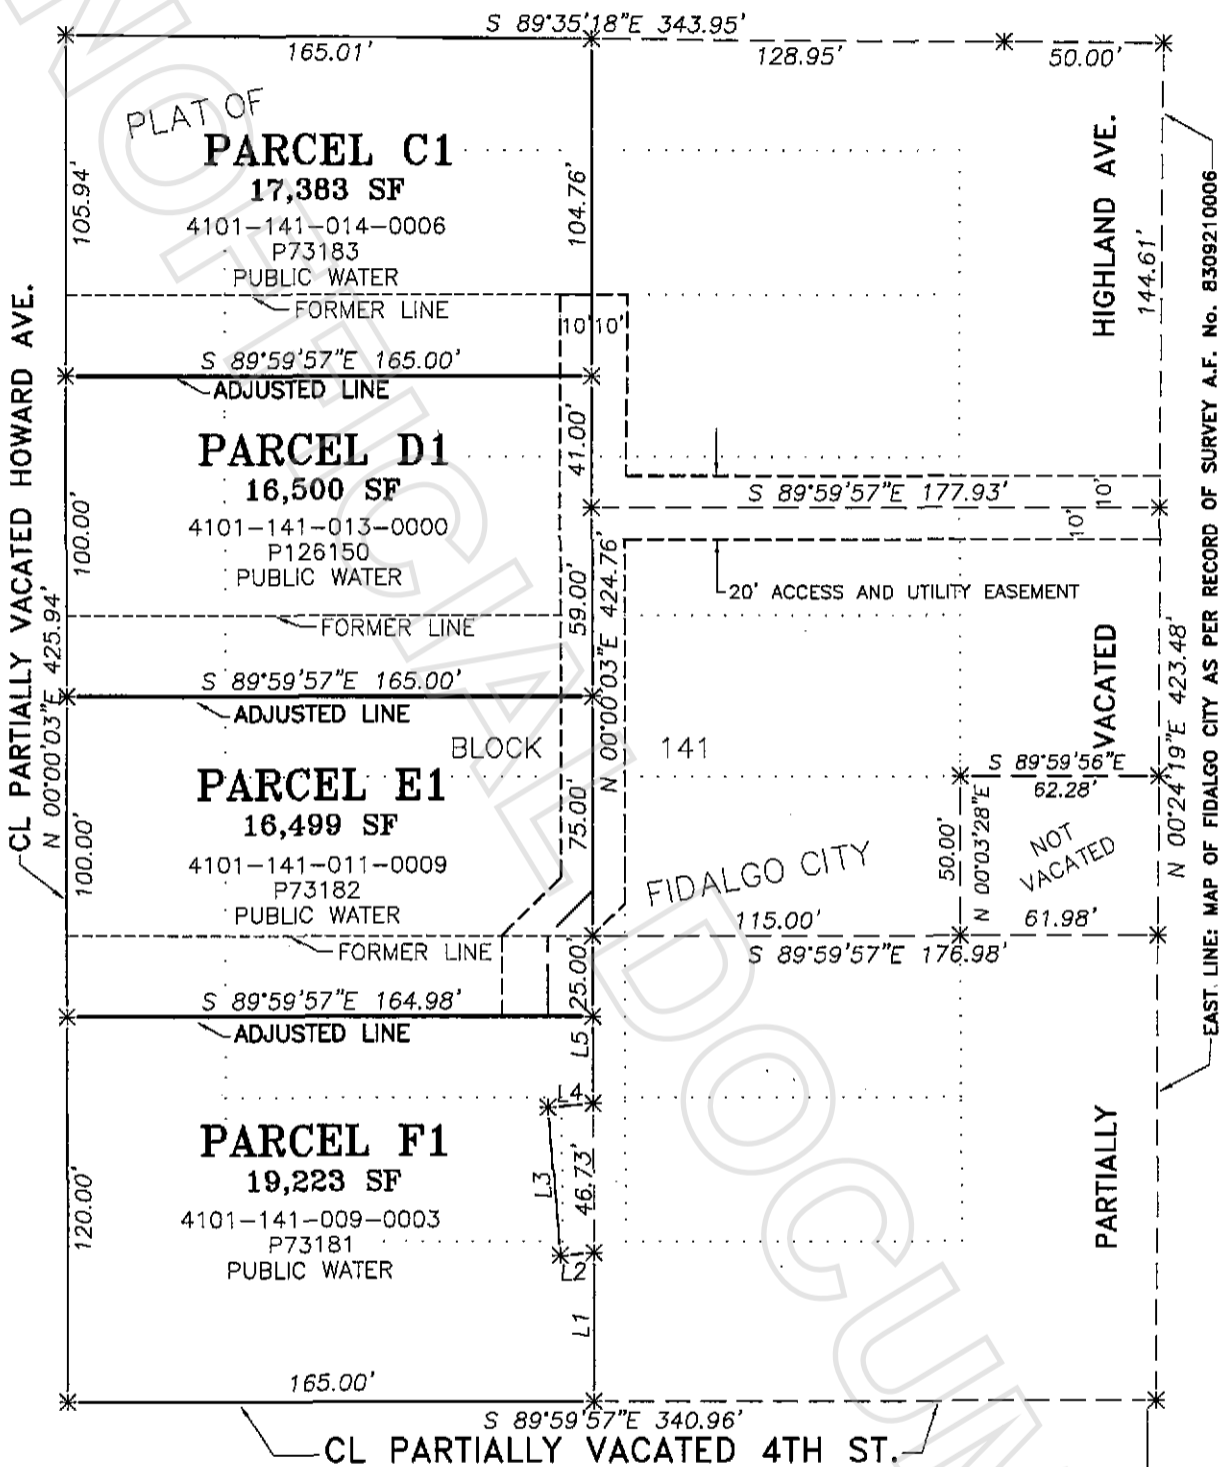 S 89°35'18"E 343.95'
165.01'
128.95'
50.00'
PLAT OF
PARCEL C1
17,383 SF
4101-141-014-0006
P73183
PUBLIC WATER
105.94'
104.76'
HIGHLAND AVE.
144.61'
FORMER LINE
10'
10'
S 89°59'57"E 165.00'
ADJUSTED LINE
CL PARTIALLY VACATED HOWARD AVE.
N 00°00'03"E 425.94'
EAST LINE: MAP OF FIDALGO CITY AS PER RECORD OF SURVEY A.F. No. 8309210006
PARCEL D1
16,500 SF
4101-141-013-0000
P126150
PUBLIC WATER
100.00'
41.00'
S 89°59'57"E 177.93'
10'
10'
59.00'
N 00°00'03"E 424.76'
20' ACCESS AND UTILITY EASEMENT
FORMER LINE
S 89°59'57"E 165.00'
ADJUSTED LINE
VACATED
N 00°24'19"E 423.48'
BLOCK
141
PARCEL E1
16,499 SF
4101-141-011-0009
P73182
PUBLIC WATER
100.00'
75.00'
S 89°59'56"E
62.28'
50.00'
N 00°03'28"E
NOT
VACATED
FIDALGO CITY
115.00'
61.98'
S 89°59'57"E 176.98'
FORMER LINE
25.00'
S 89°59'57"E 164.98'
ADJUSTED LINE
L5
L4
PARCEL F1
19,223 SF
4101-141-009-0003
P73181
PUBLIC WATER
120.00'
L3
46.73'
L2
L1
PARTIALLY
165.00'
S 89°59'57"E 340.96'
CL PARTIALLY VACATED 4TH ST.
UNOFFICIAL DOCUM